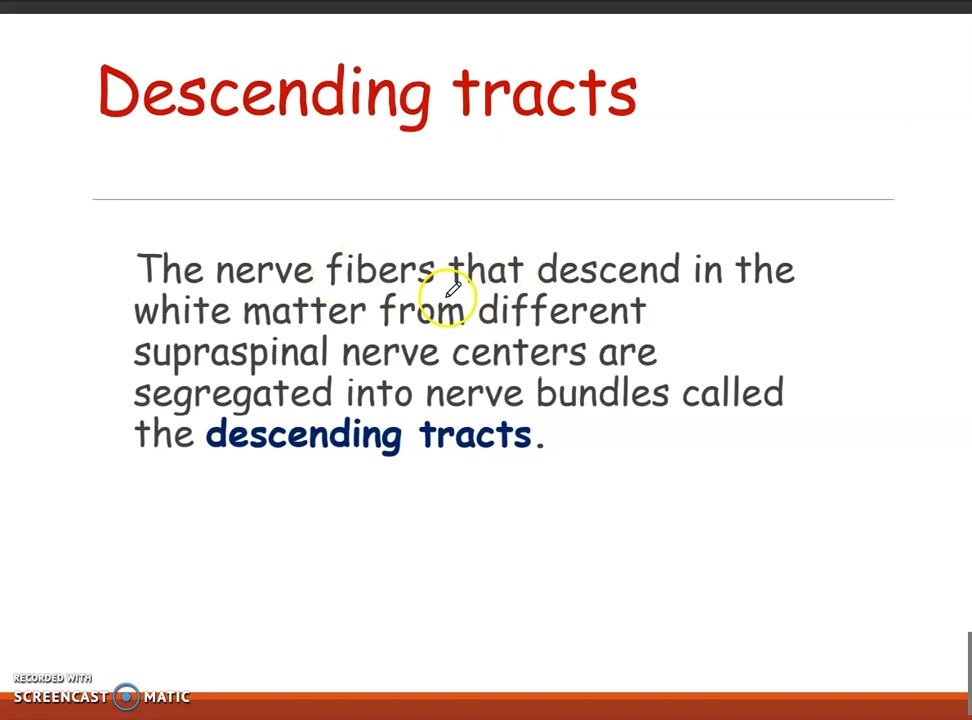 Descending tracts
The nerve fibers that descend in the
white matter from different
supraspinal nerve centers are
segregated into nerve bundles called
the descending tracts.
RECORDED WITH
SCREENCAST MATIC